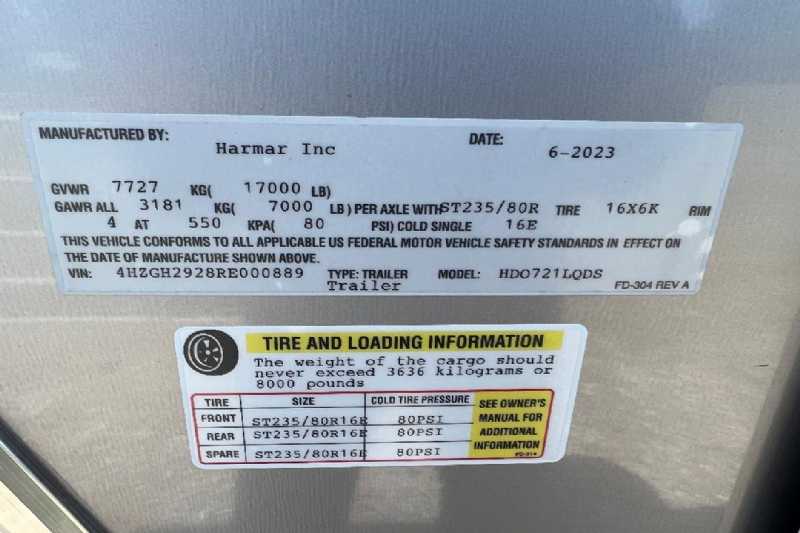 MANUFACTURED BY: Harmar Inc DATE: 6-2023
GVWR 7727 KG( 17000 LB)
GAWR ALL 3181 KG( 7000 LB) PER AXLE WITH ST235/80R TIRE 16X6K RIM
4 AT 550 KPA( 80 PSI) COLD SINGLE 16E
THIS VEHICLE CONFORMS TO ALL APPLICABLE US FEDERAL MOTOR VEHICLE SAFETY STANDARDS IN EFFECT ON
THE DATE OF MANUFACTURE SHOWN ABOVE.
VIN: 4HZGH2928RE000889 TYPE: TRAILER MODEL: HDO721LQDS
Trailer FD-304 REV A
TIRE AND LOADING INFORMATION
The weight of the cargo should
never exceed 3636 kilograms or
8000 pounds
TIRE SIZE COLD TIRE PRESSURE
FRONT ST235/80R16E 80PSI
REAR ST235/80R16E 80PSI
SPARE ST235/80R16E 80PSI
SEE OWNER'S
MANUAL FOR
ADDITIONAL
INFORMATION